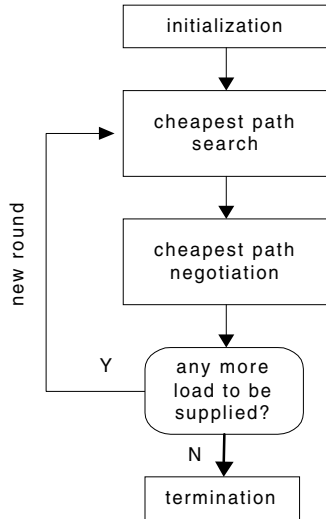 initialization
cheapest path
search
cheapest path
negotiation
new round
Y
any more
load to be
supplied?
N
termination